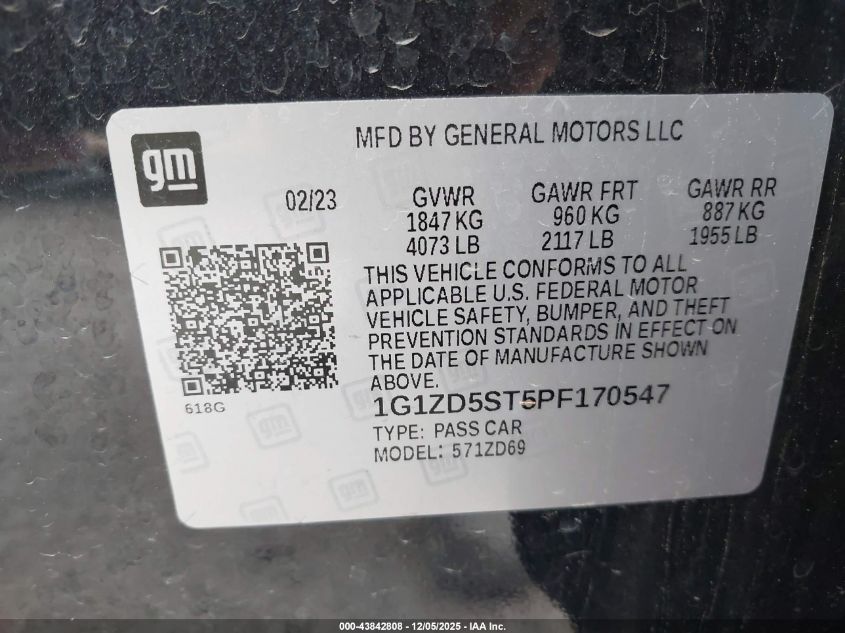 gm
MFD BY GENERAL MOTORS LLC
02/23
GVWR
1847 KG
4073 LB
GAWR FRT
960 KG
2117 LB
GAWR RR
887 KG
1955 LB
THIS VEHICLE CONFORMS TO ALL
APPLICABLE U.S. FEDERAL MOTOR
VEHICLE SAFETY, BUMPER, AND THEFT
PREVENTION STANDARDS IN EFFECT ON
THE DATE OF MANUFACTURE SHOWN
ABOVE.
618G
1G1ZD5ST5PF170547
TYPE: PASS CAR
MODEL: 571ZD69
000-43842808 - 12/05/2025 - IAA Inc.